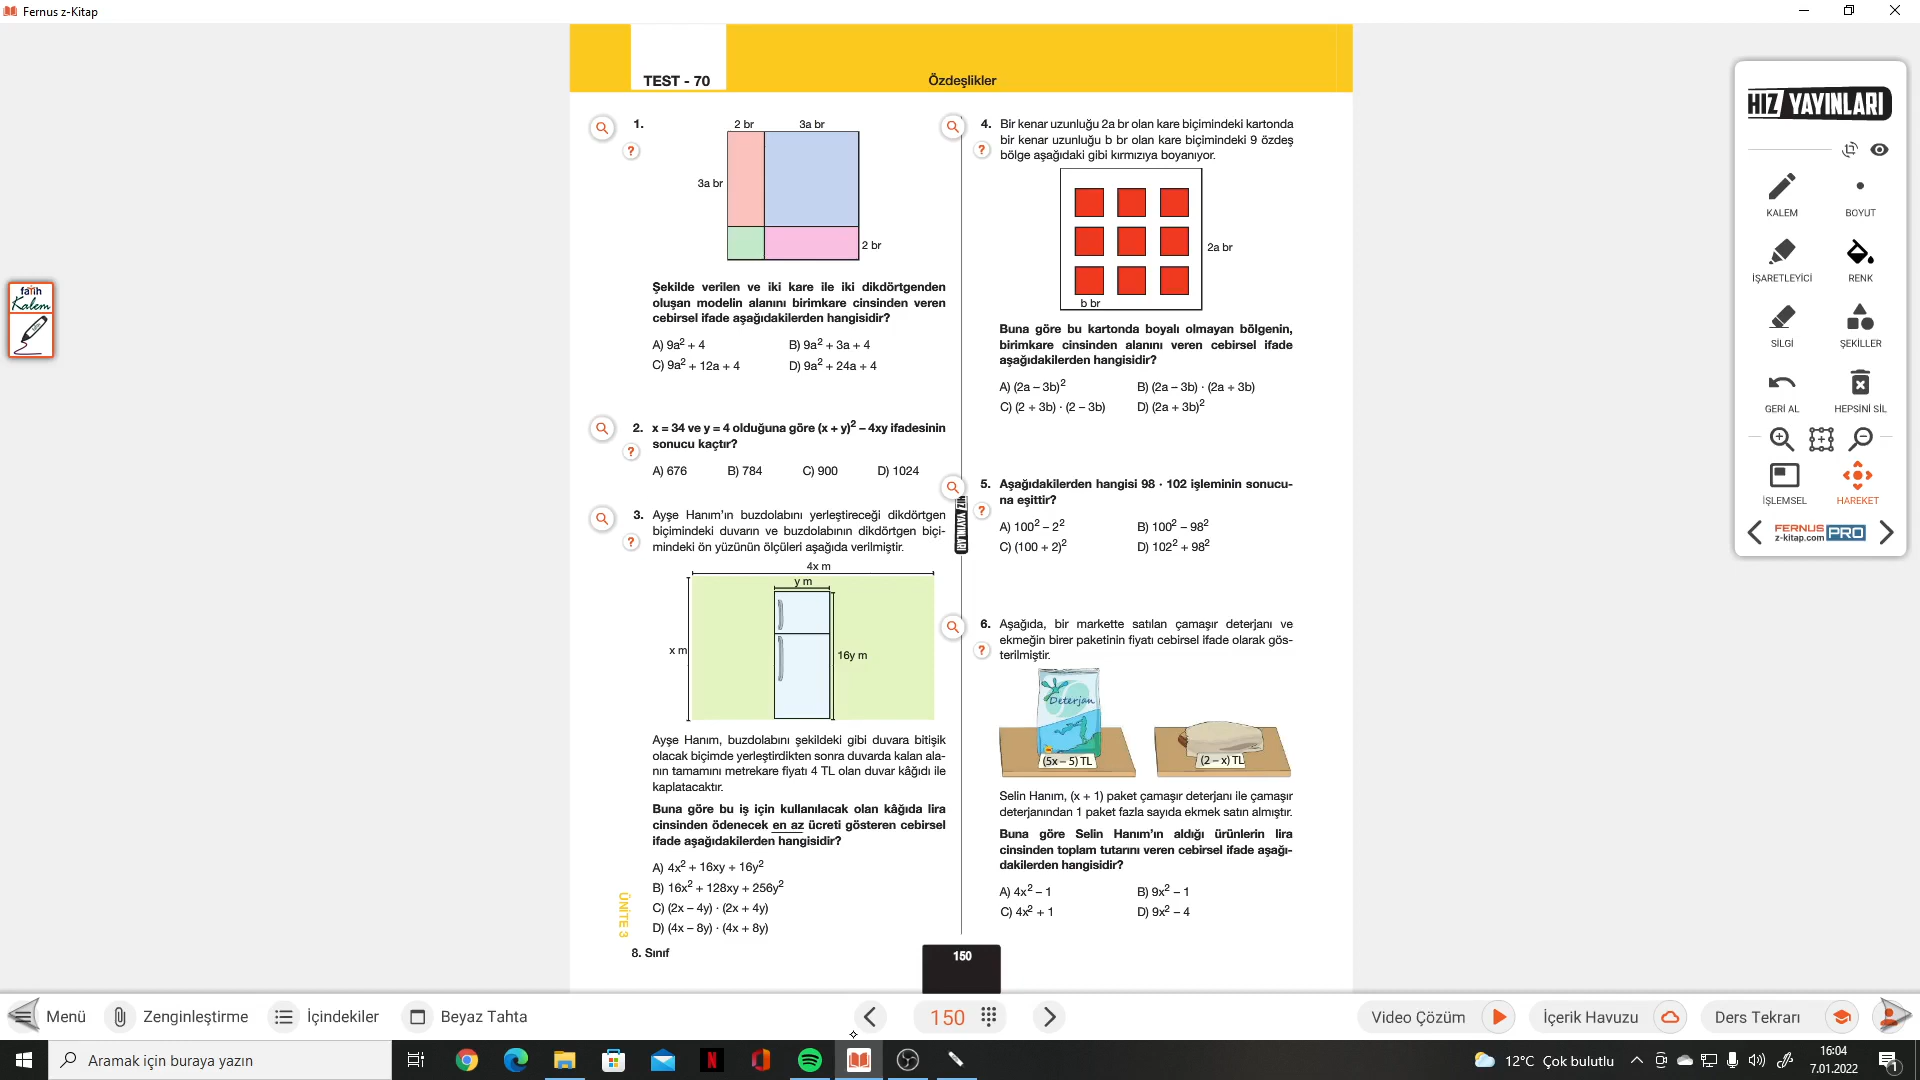 Fernus z-Kitap
TEST - 70
Özdeşlikler
1.
2 br
3a br
3a br
2 br
Şekilde verilen ve iki kare ile iki dikdörtgenden
oluşan modelin alanını birimkare cinsinden veren
cebirsel ifade aşağıdakilerden hangisidir?
A) 9a² + 4
B) 9a² + 3a + 4
C) 9a² + 12a + 4
D) 9a² + 24a + 4
2. x = 34 ve y = 4 olduğuna göre (x + y)² – 4xy ifadesinin
sonucu kaçtır?
A) 676
B) 784
C) 900
D) 1024
3. Ayşe Hanım'ın buzdolabını yerleştireceği dikdörtgen
biçimindeki duvarın ve buzdolabının dikdörtgen biçi-
mindeki ön yüzünün ölçüleri aşağıda verilmiştir.
4x m
y m
x m
16y m
Ayşe Hanım, buzdolabını şekildeki gibi duvara bitişik
olacak biçimde yerleştirdikten sonra duvarda kalan ala-
nın tamamını metrekare fiyatı 4 TL olan duvar kâğıdı ile
kaplatacaktır.
Buna göre bu iş için kullanılacak olan kâğıda lira
cinsinden ödenecek en az ücreti gösteren cebirsel
ifade aşağıdakilerden hangisidir?
A) 4x² + 16xy + 16y²
B) 16x² + 128xy + 256y²
C) (2x – 4y) · (2x + 4y)
D) (4x – 8y) · (4x + 8y)
ÜNİTE 3
8. Sınıf
HIZ YAYINLARI
4. Bir kenar uzunluğu 2a br olan kare biçimindeki kartonda
bir kenar uzunluğu b br olan kare biçimindeki 9 özdeş
bölge aşağıdaki gibi kırmızıya boyanıyor.
2a br
b br
Buna göre bu kartonda boyalı olmayan bölgenin,
birimkare cinsinden alanını veren cebirsel ifade
aşağıdakilerden hangisidir?
A) (2a – 3b)²
B) (2a – 3b) · (2a + 3b)
C) (2 + 3b) · (2 – 3b)
D) (2a + 3b)²
5. Aşağıdakilerden hangisi 98 · 102 işleminin sonucu-
na eşittir?
A) 100² – 2²
B) 100² – 98²
C) (100 + 2)²
D) 102² + 98²
6. Aşağıda, bir markette satılan çamaşır deterjanı ve
ekmeğin birer paketinin fiyatı cebirsel ifade olarak gös-
terilmiştir.
Deterjan
(5x – 5) TL
(2 – x) TL
Selin Hanım, (x + 1) paket çamaşır deterjanı ile çamaşır
deterjanından 1 paket fazla sayıda ekmek satın almıştır.
Buna göre Selin Hanım'ın aldığı ürünlerin lira
cinsinden toplam tutarını veren cebirsel ifade aşağı-
dakilerden hangisidir?
A) 4x² – 1
B) 9x² – 1
C) 4x² + 1
D) 9x² – 4
150
fatih
Kalem
HIZ YAYINLARI
KALEM
BOYUT
İŞARETLEYİCİ
RENK
SİLGİ
ŞEKİLLER
GERİ AL
HEPSİNİ SİL
İŞLEMSEL
HAREKET
FERNUS
z-kitap.com
PRO
Menü
Zenginleştirme
İçindekiler
Beyaz Tahta
150
Video Çözüm
İçerik Havuzu
Ders Tekrarı
Aramak için buraya yazın
12°C Çok bulutlu
16:04
7.01.2022
1